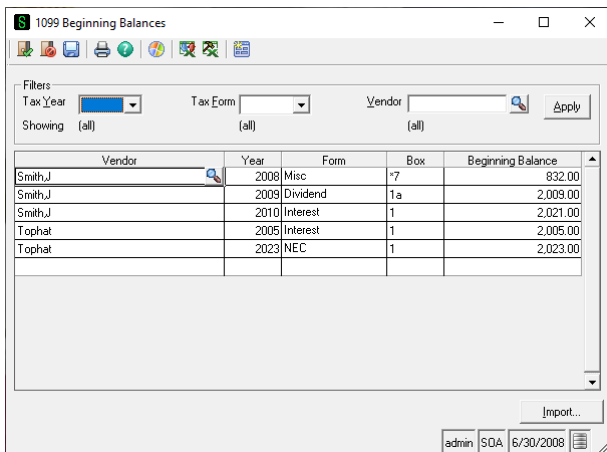 S 1099 Beginning Balances
Filters
Tax Year Tax Form Vendor Apply
Showing (all) (all) (all)
Vendor Year Form Box Beginning Balance
Smith,J 2008 Misc *7 832.00
Smith,J 2009 Dividend 1a 2,009.00
Smith,J 2010 Interest 1 2,021.00
Tophat 2005 Interest 1 2,005.00
Tophat 2023 NEC 1 2,023.00
Import...
admin SOA 6/30/2008